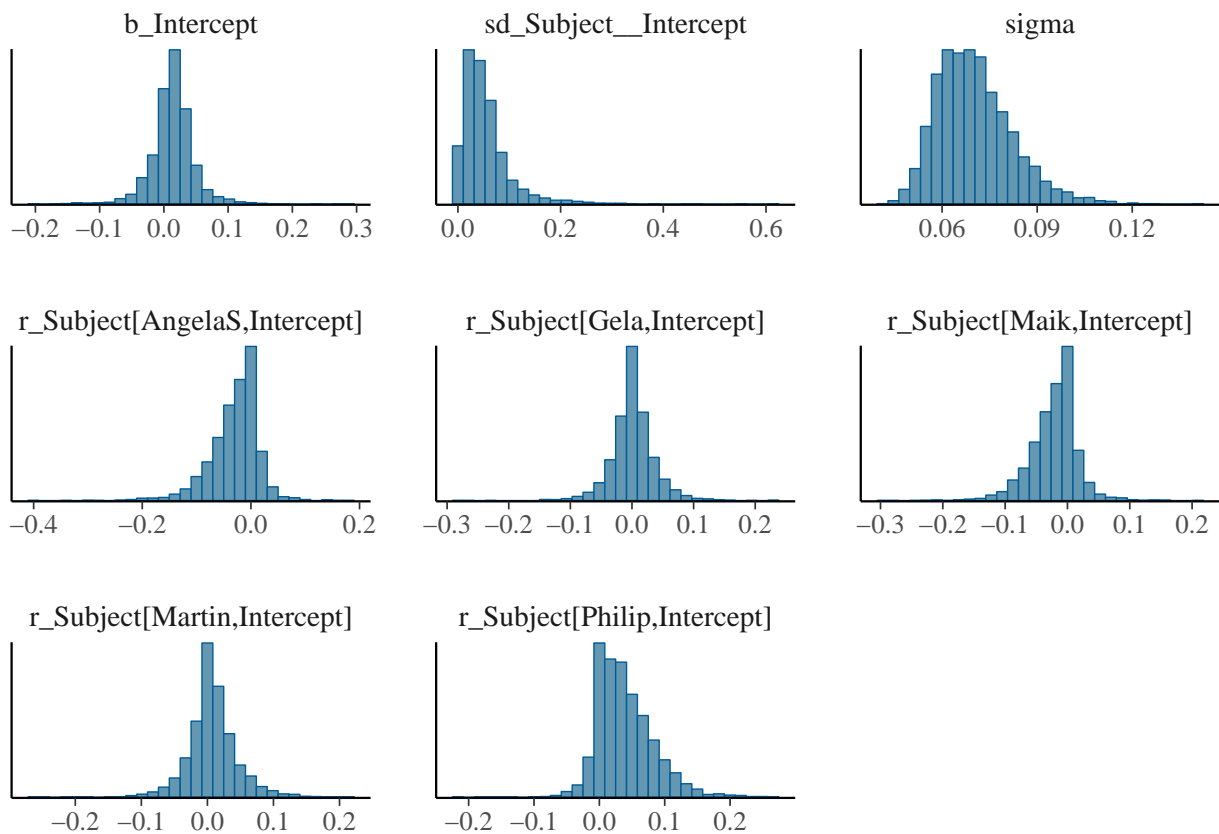 b_Intercept sd_Subject__Intercept sigma
−0.2 −0.1 0.0 0.1 0.2 0.3 0.0 0.2 0.4 0.6 0.06 0.09 0.12
r_Subject[AngelaS,Intercept] r_Subject[Gela,Intercept] r_Subject[Maik,Intercept]
−0.4 −0.2 0.0 0.2 −0.3 −0.2 −0.1 0.0 0.1 0.2 −0.3 −0.2 −0.1 0.0 0.1 0.2
r_Subject[Martin,Intercept] r_Subject[Philip,Intercept]
−0.2 −0.1 0.0 0.1 0.2 −0.2 −0.1 0.0 0.1 0.2